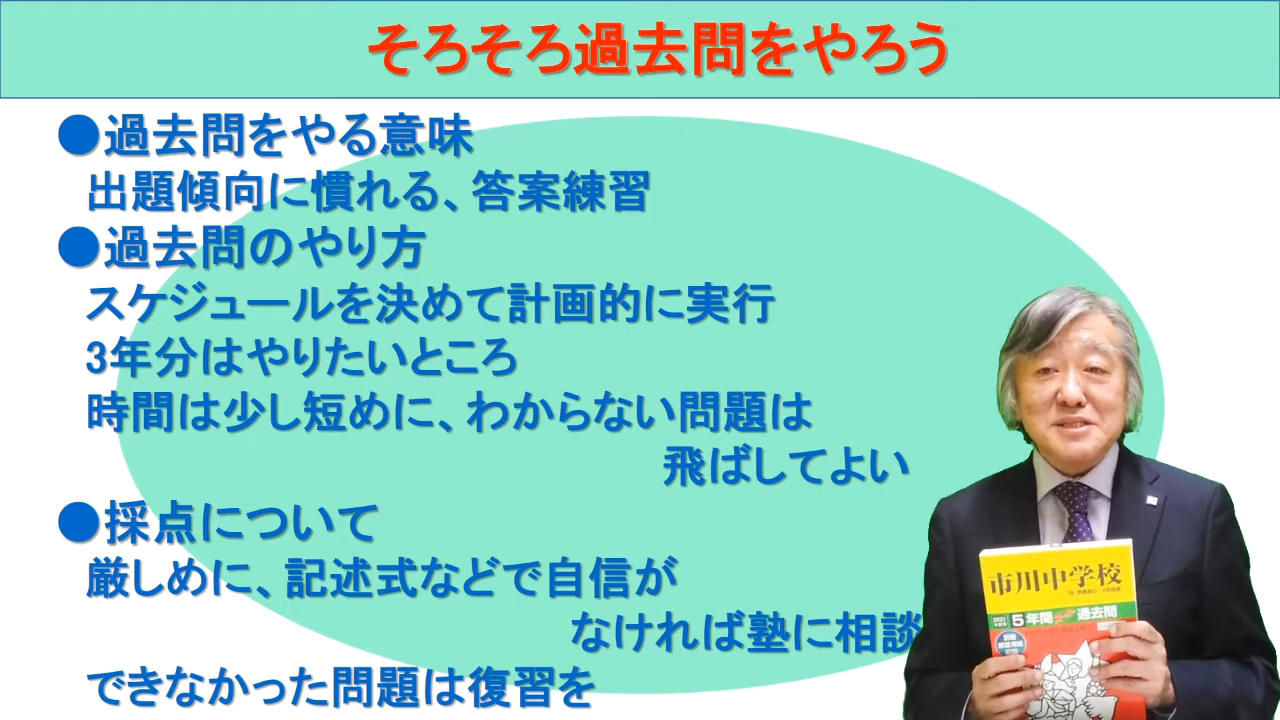 そろそろ過去問をやろう
●過去問をやる意味
出題傾向に慣れる、答案練習
●過去問のやり方
スケジュールを決めて計画的に実行
3年分はやりたいところ
時間は少し短めに、わからない問題は
飛ばしてよい
●採点について
厳しめに、記述式などで自信が
なければ塾に相談
できなかった問題は復習を
市川中学校
2021
5年間
過去問